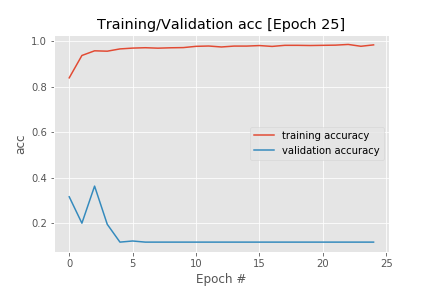 Training/Validation acc [Epoch 25]
1.0
0.8
0.6
0.4
0.2
acc
training accuracy
validation accuracy
0 5 10 15 20 25
Epoch #